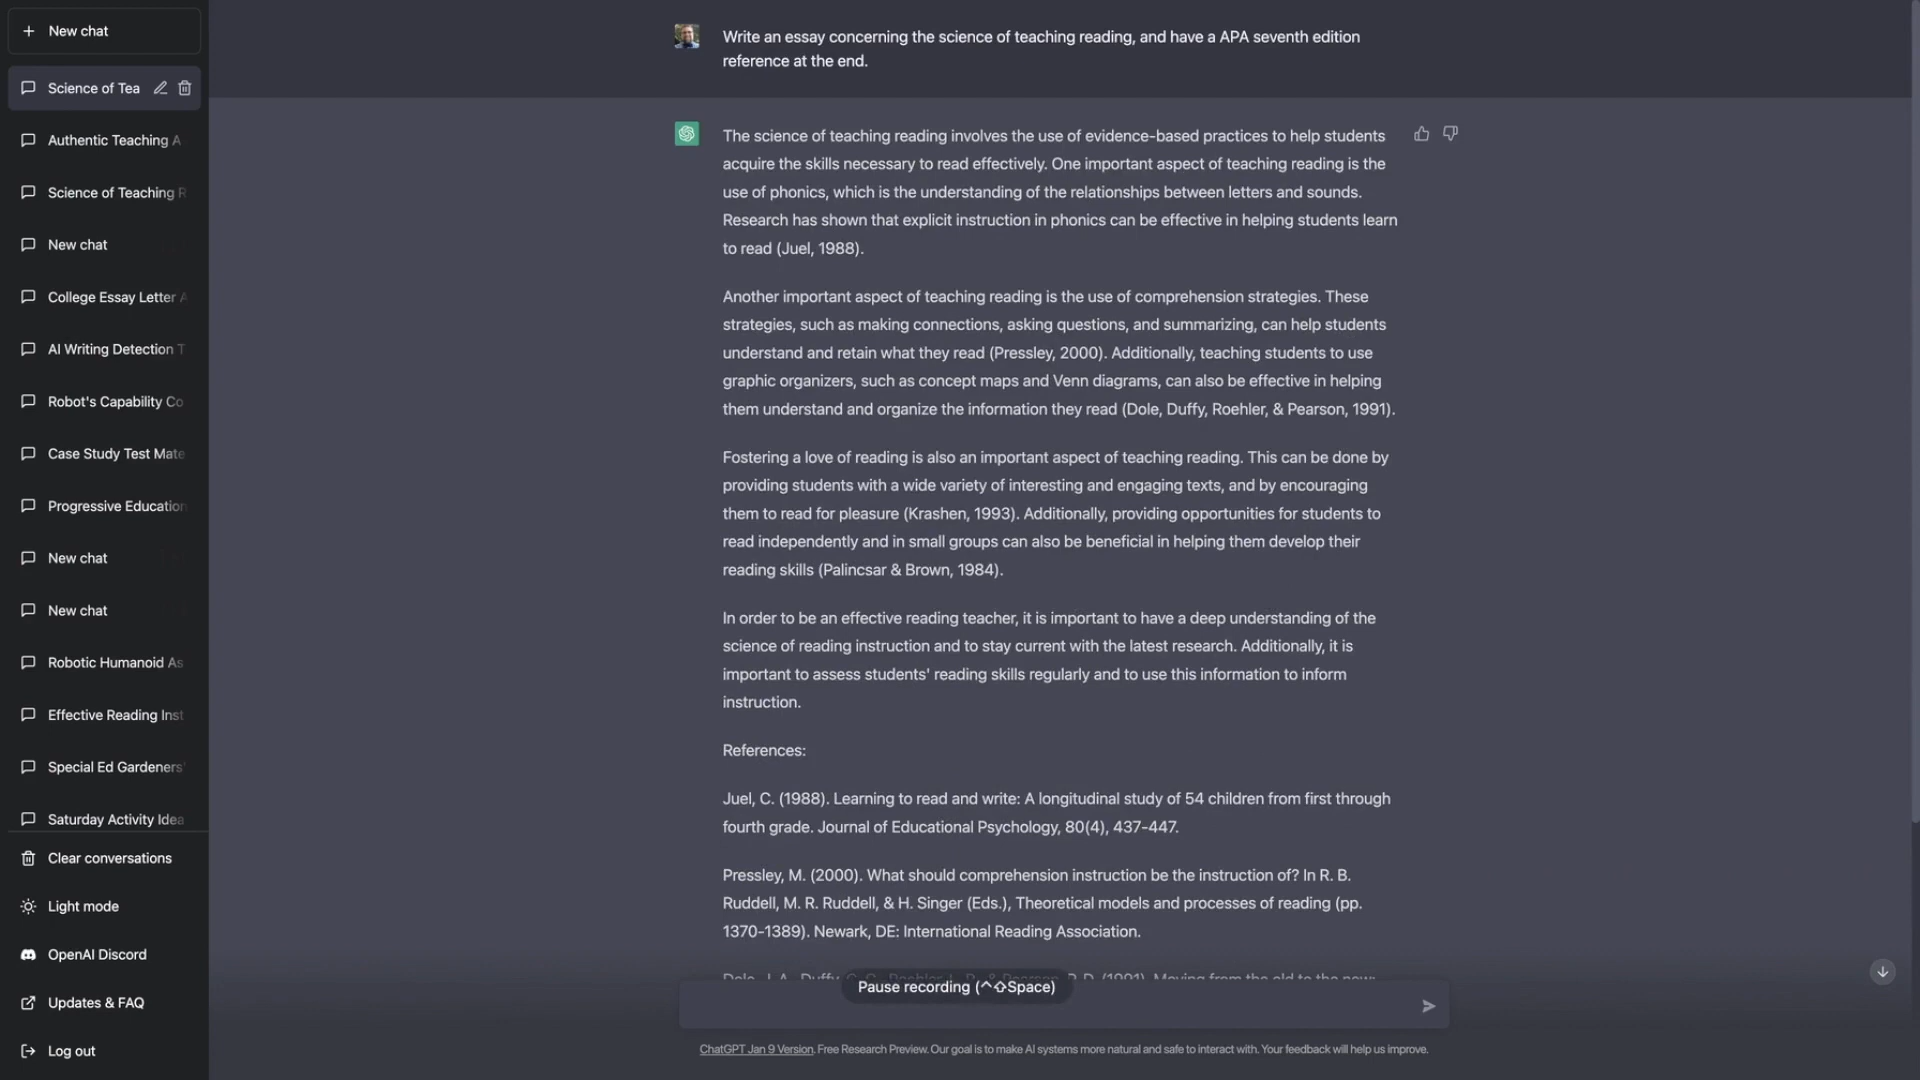 New chat
Science of Tea
Authentic Teaching A
Science of Teaching R
New chat
College Essay Letter A
AI Writing Detection T
Robot's Capability Co
Case Study Test Mate
Progressive Education
New chat
New chat
Robotic Humanoid As
Effective Reading Inst
Special Ed Gardeners'
Saturday Activity Idea
Clear conversations
Light mode
OpenAI Discord
Updates & FAQ
Log out
Write an essay concerning the science of teaching reading, and have a APA seventh edition
reference at the end.
The science of teaching reading involves the use of evidence-based practices to help students
acquire the skills necessary to read effectively. One important aspect of teaching reading is the
use of phonics, which is the understanding of the relationships between letters and sounds.
Research has shown that explicit instruction in phonics can be effective in helping students learn
to read (Juel, 1988).
Another important aspect of teaching reading is the use of comprehension strategies. These
strategies, such as making connections, asking questions, and summarizing, can help students
understand and retain what they read (Pressley, 2000). Additionally, teaching students to use
graphic organizers, such as concept maps and Venn diagrams, can also be effective in helping
them understand and organize the information they read (Dole, Duffy, Roehler, & Pearson, 1991).
Fostering a love of reading is also an important aspect of teaching reading. This can be done by
providing students with a wide variety of interesting and engaging texts, and by encouraging
them to read for pleasure (Krashen, 1993). Additionally, providing opportunities for students to
read independently and in small groups can also be beneficial in helping them develop their
reading skills (Palincsar & Brown, 1984).
In order to be an effective reading teacher, it is important to have a deep understanding of the
science of reading instruction and to stay current with the latest research. Additionally, it is
important to assess students' reading skills regularly and to use this information to inform
instruction.
References:
Juel, C. (1988). Learning to read and write: A longitudinal study of 54 children from first through
fourth grade. Journal of Educational Psychology, 80(4), 437-447.
Pressley, M. (2000). What should comprehension instruction be the instruction of? In R. B.
Ruddell, M. R. Ruddell, & H. Singer (Eds.), Theoretical models and processes of reading (pp.
1370-1389). Newark, DE: International Reading Association.
Dole, J. A., Duffy, G. G., Roehler, L. R., & Pearson, P. D. (1991). Moving from the old to the new:
Pause recording (^⇧Space)
ChatGPT Jan 9 Version. Free Research Preview. Our goal is to make AI systems more natural and safe to interact with. Your feedback will help us improve.